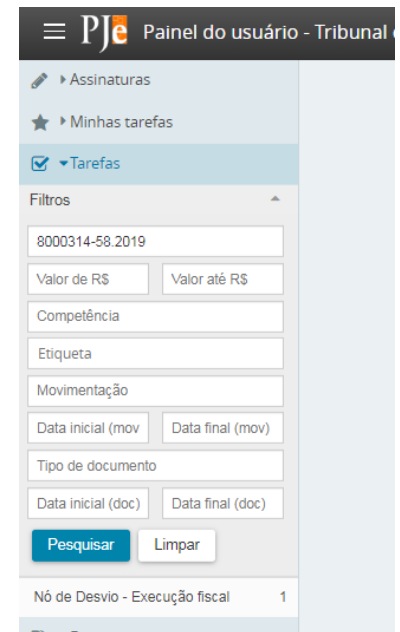 PJe Painel do usuário - Tribunal
Assinaturas
Minhas tarefas
Tarefas
Filtros
8000314-58.2019
Valor de R$ Valor até R$
Competência
Etiqueta
Movimentação
Data inicial (mov Data final (mov)
Tipo de documento
Data inicial (doc) Data final (doc)
Pesquisar Limpar
Nó de Desvio - Execução fiscal 1